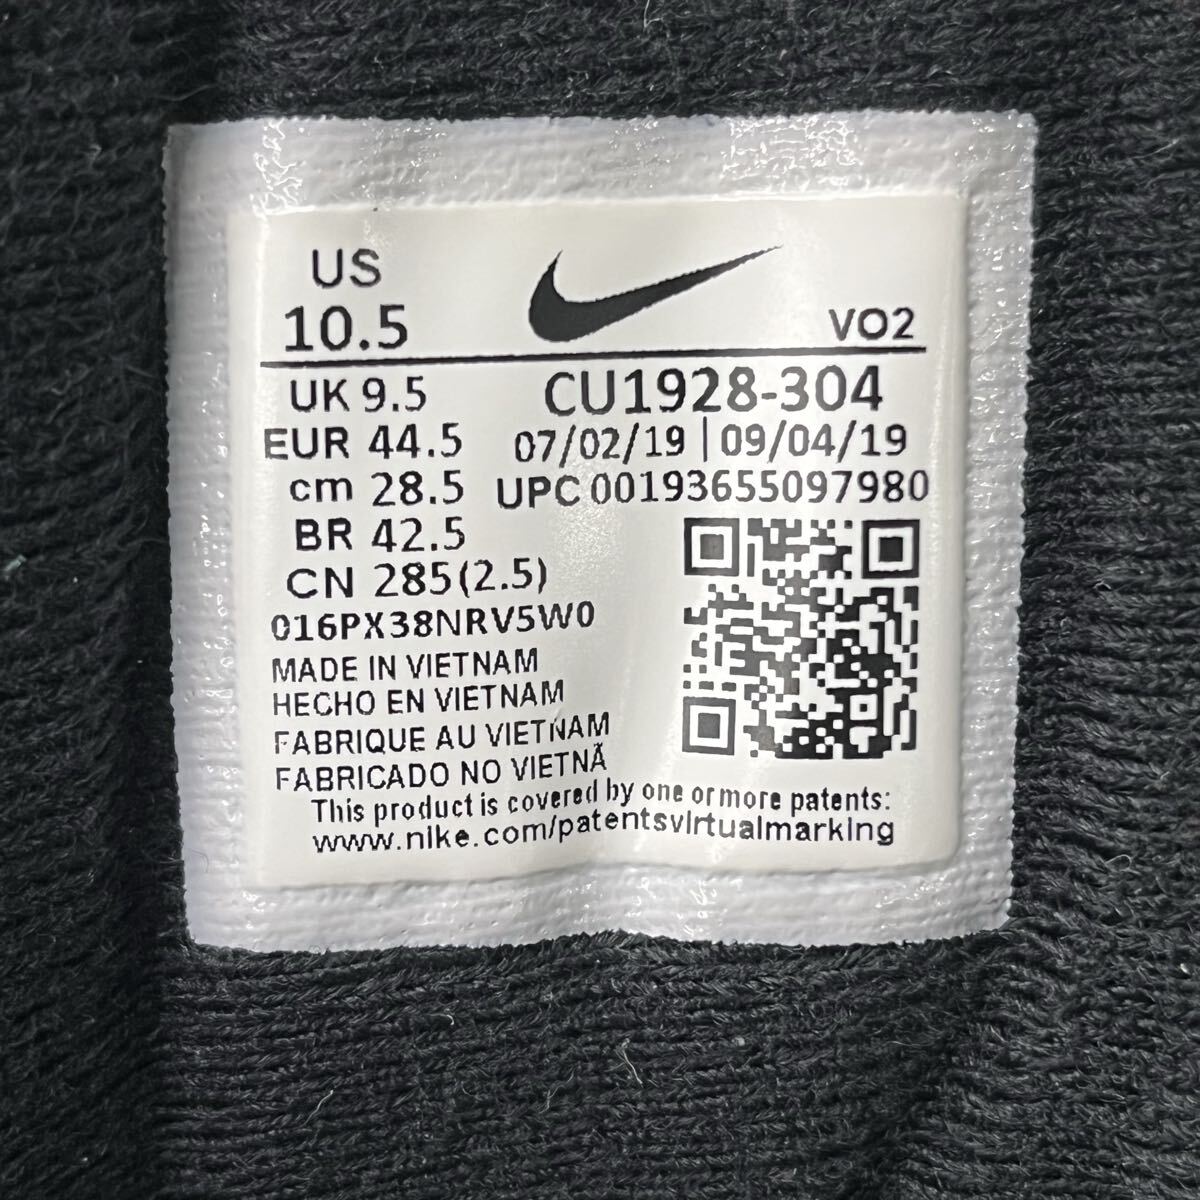 US
10.5
VO2
UK 9.5
CU1928-304
EUR 44.5
07/02/19 | 09/04/19
cm 28.5
UPC 00193655097980
BR 42.5
CN 285(2.5)
016PX38NRV5W0
MADE IN VIETNAM
HECHO EN VIETNAM
FABRIQUE AU VIETNAM
FABRICADO NO VIETNÃ
This product is covered by one or more patents:
www.nike.com/patentsvirtualmarking